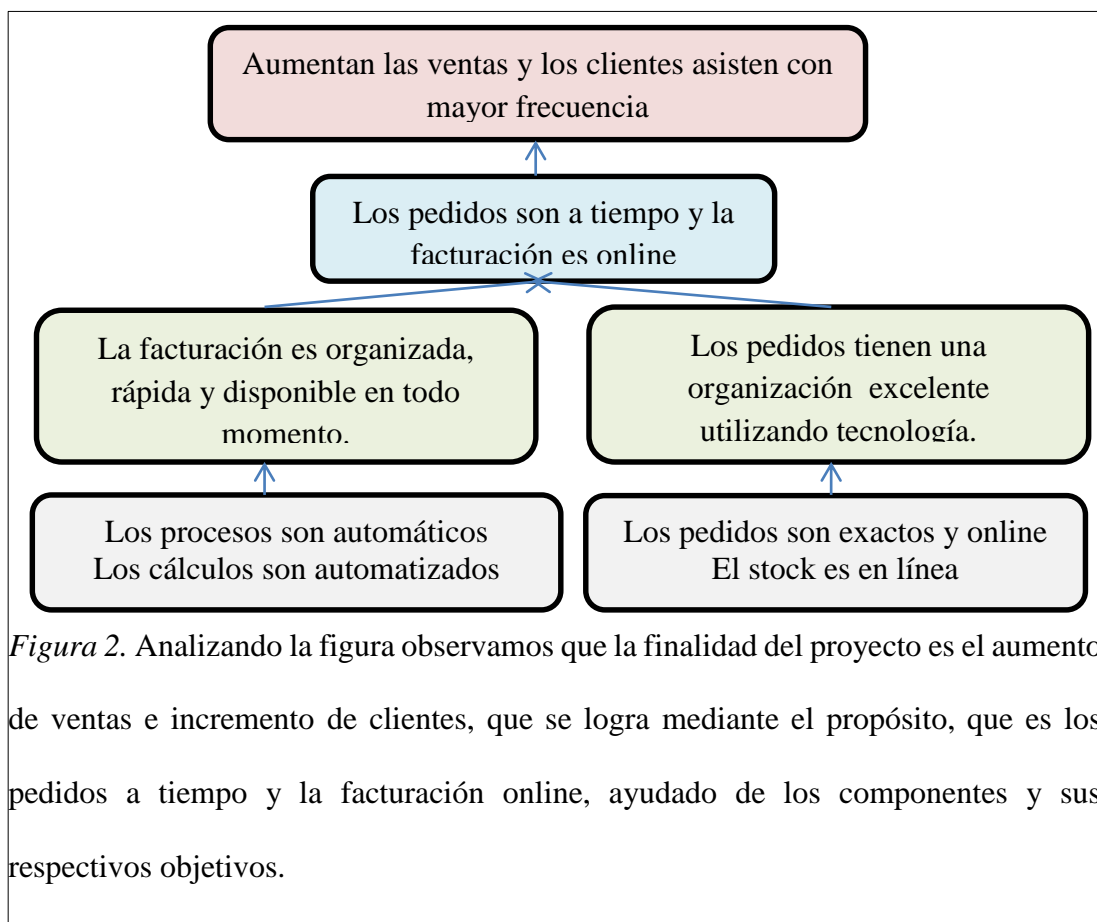 Aumentan las ventas y los clientes asisten con
mayor frecuencia
Los pedidos son a tiempo y la
facturación es online
La facturación es organizada,
rápida y disponible en todo
momento.
Los pedidos tienen una
organización excelente
utilizando tecnología.
Los procesos son automáticos
Los cálculos son automatizados
Los pedidos son exactos y online
El stock es en línea
Figura 2. Analizando la figura observamos que la finalidad del proyecto es el aumento
de ventas e incremento de clientes, que se logra mediante el propósito, que es los
pedidos a tiempo y la facturación online, ayudado de los componentes y sus
respectivos objetivos.